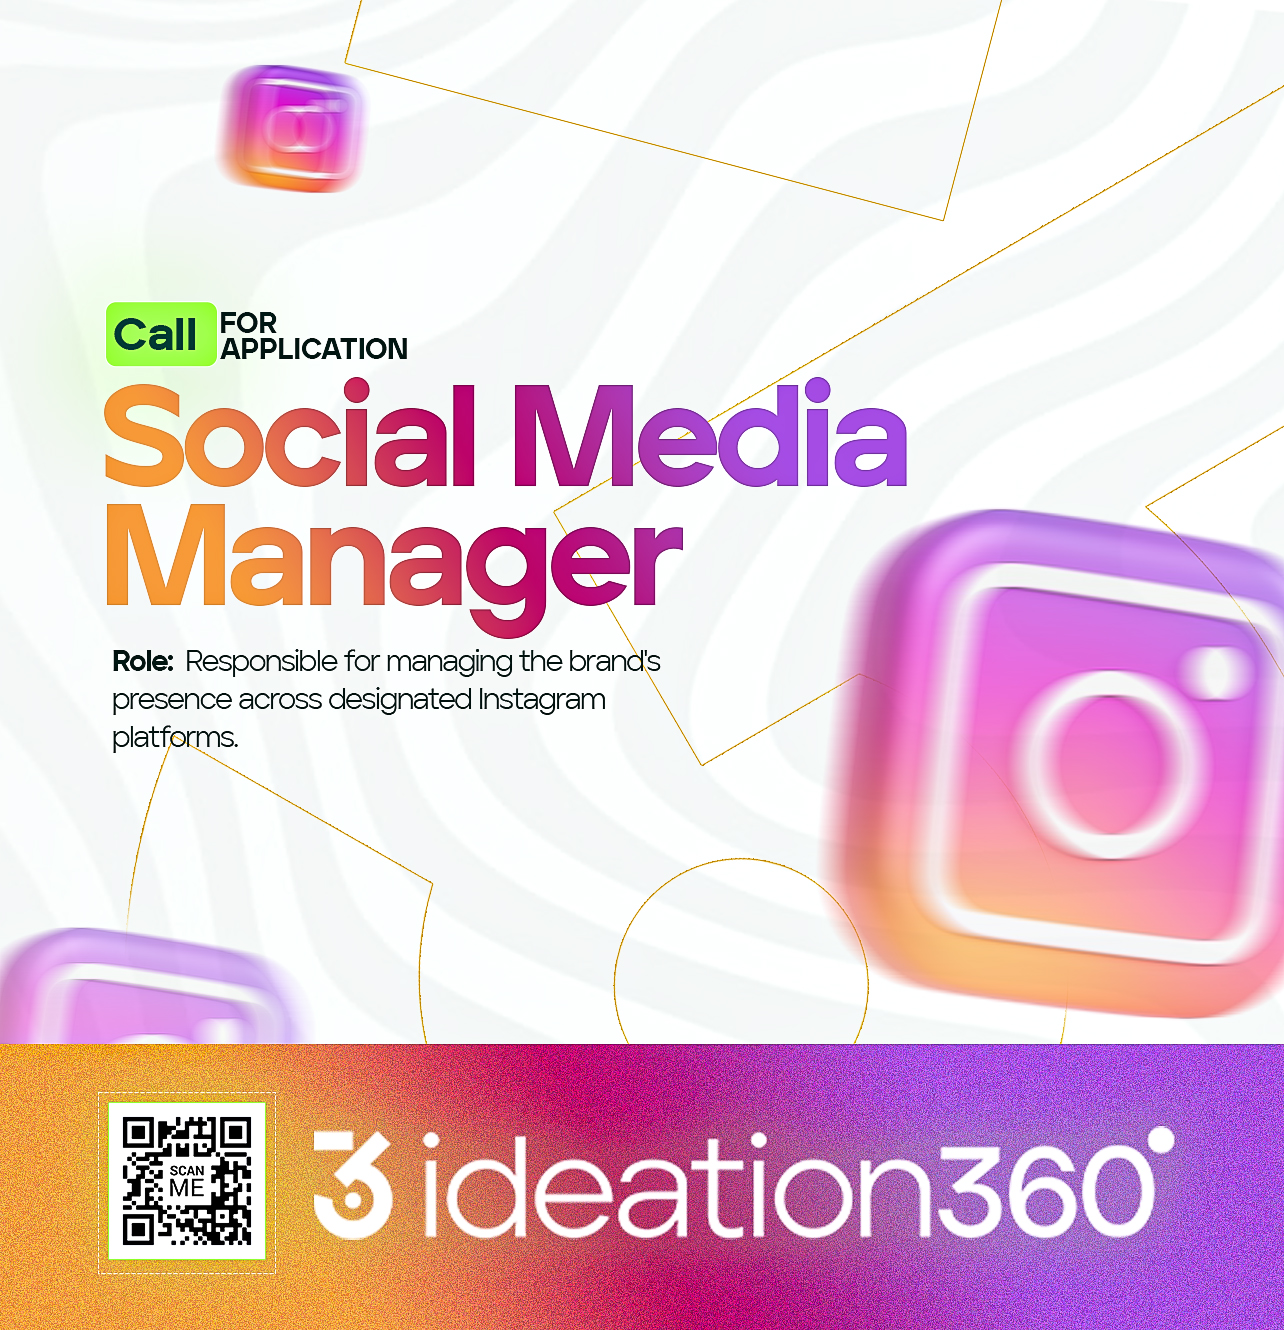 Call FOR
APPLICATION
Social Media
Manager
Role: Responsible for managing the brand's
presence across designated Instagram
platforms.
SCAN
ME
ideation360